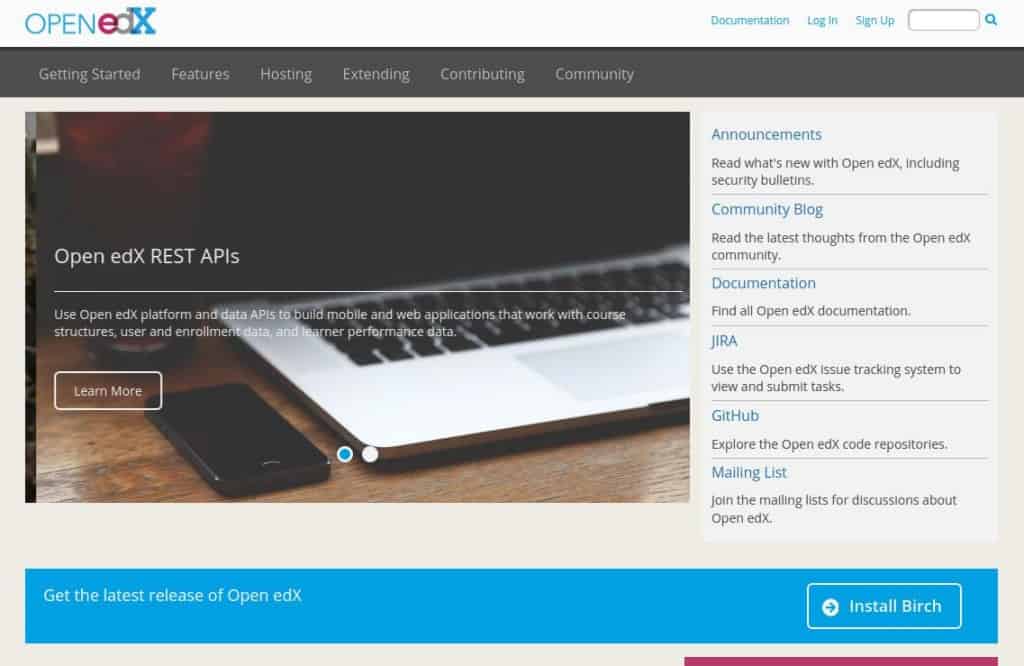 OPEN edX
Documentation Log In Sign Up
Getting Started Features Hosting Extending Contributing Community
Open edX REST APIs
Use Open edX platform and data APIs to build mobile and web applications that work with course
structures, user and enrollment data, and learner performance data.
Learn More
Announcements
Read what's new with Open edX, including
security bulletins.
Community Blog
Read the latest thoughts from the Open edX
community.
Documentation
Find all Open edX documentation.
JIRA
Use the Open edX issue tracking system to
view and submit tasks.
GitHub
Explore the Open edX code repositories.
Mailing List
Join the mailing lists for discussions about
Open edX.
Get the latest release of Open edX
Install Birch